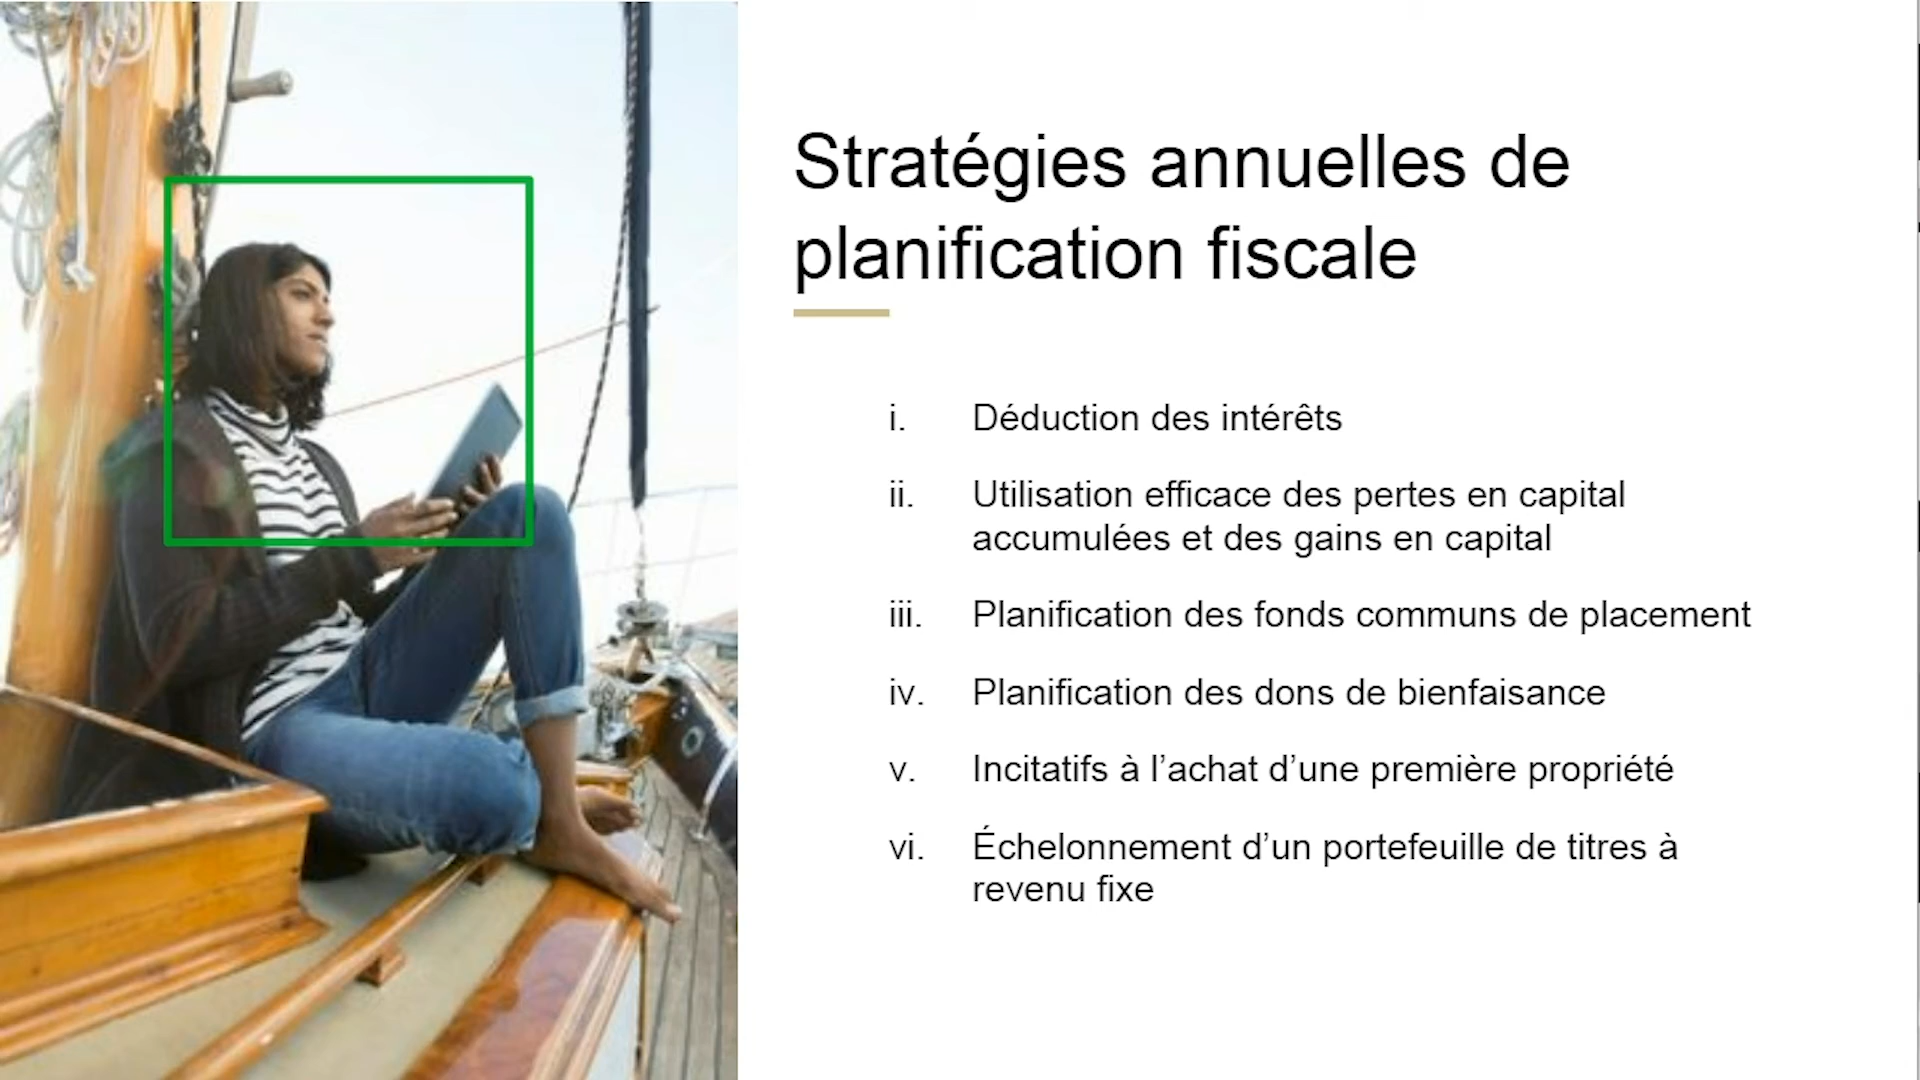 Stratégies annuelles de
planification fiscale
i. Déduction des intérêts
ii. Utilisation efficace des pertes en capital
accumulées et des gains en capital
iii. Planification des fonds communs de placement
iv. Planification des dons de bienfaisance
v. Incitatifs à l’achat d’une première propriété
vi. Échelonnement d’un portefeuille de titres à
revenu fixe